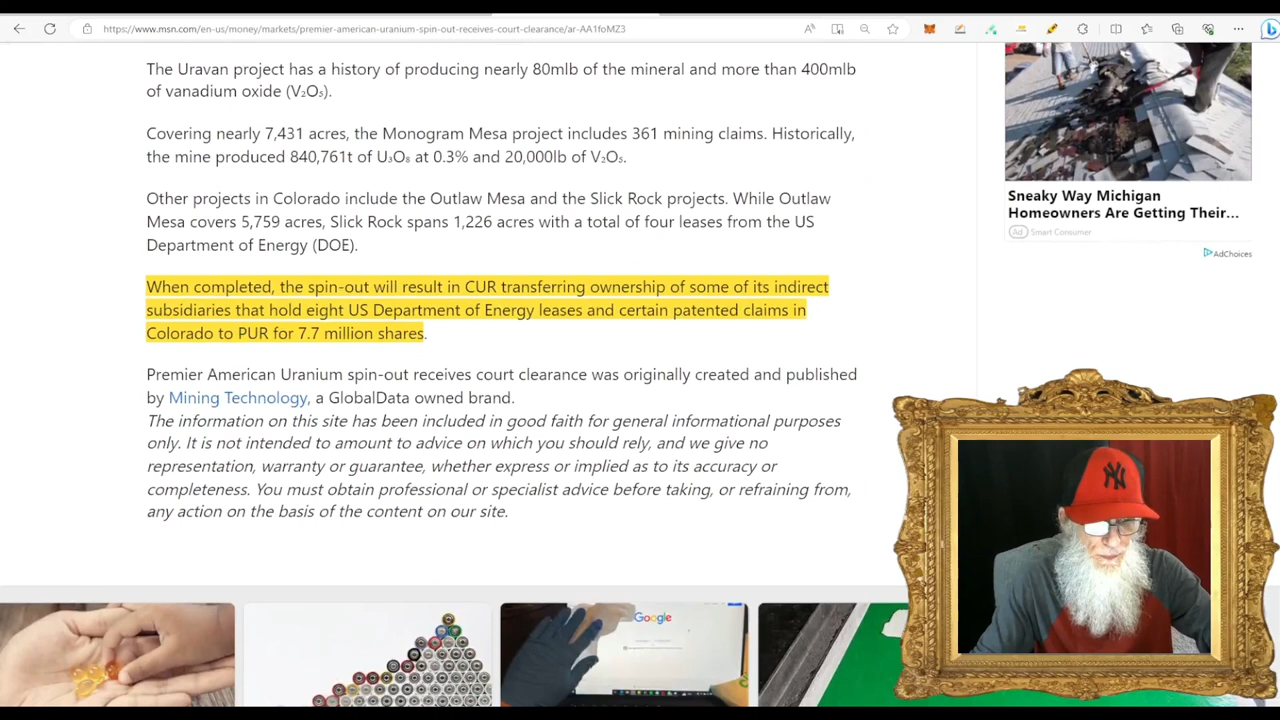 https://www.msn.com/en-us/money/markets/premier-american-uranium-spin-out-receives-court-clearance/ar-AA1foMZ3
The Uravan project has a history of producing nearly 80mlb of the mineral and more than 400mlb
of vanadium oxide (V₂O₅).
Covering nearly 7,431 acres, the Monogram Mesa project includes 361 mining claims. Historically,
the mine produced 840,761t of U₃O₈ at 0.3% and 20,000lb of V₂O₅.
Other projects in Colorado include the Outlaw Mesa and the Slick Rock projects. While Outlaw
Mesa covers 5,759 acres, Slick Rock spans 1,226 acres with a total of four leases from the US
Department of Energy (DOE).
When completed, the spin-out will result in CUR transferring ownership of some of its indirect
subsidiaries that hold eight US Department of Energy leases and certain patented claims in
Colorado to PUR for 7.7 million shares.
Premier American Uranium spin-out receives court clearance was originally created and published
by Mining Technology, a GlobalData owned brand.
The information on this site has been included in good faith for general informational purposes
only. It is not intended to amount to advice on which you should rely, and we give no
representation, warranty or guarantee, whether express or implied as to its accuracy or
completeness. You must obtain professional or specialist advice before taking, or refraining from,
any action on the basis of the content on our site.
Sneaky Way Michigan
Homeowners Are Getting Their...
Ad Smart Consumer
AdChoices
NY
Google